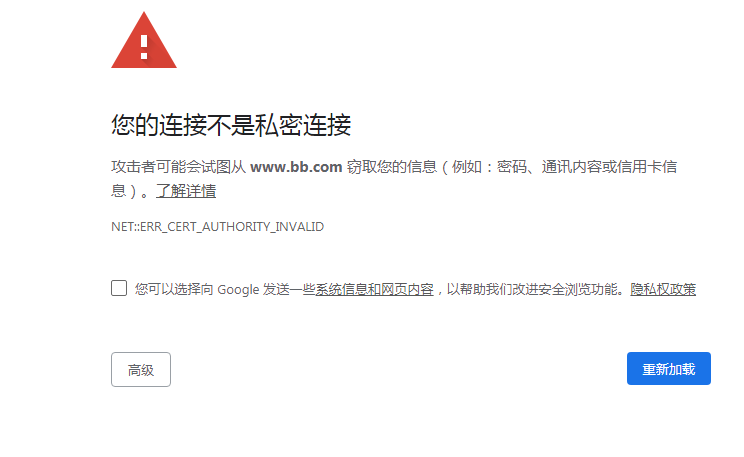 您的连接不是私密连接
攻击者可能会试图从 www.bb.com 窃取您的信息（例如：密码、通讯内容或信用卡信
息）。了解详情
NET::ERR_CERT_AUTHORITY_INVALID
您可以选择向 Google 发送一些系统信息和网页内容，以帮助我们改进安全浏览功能。隐私权政策
高级
重新加载